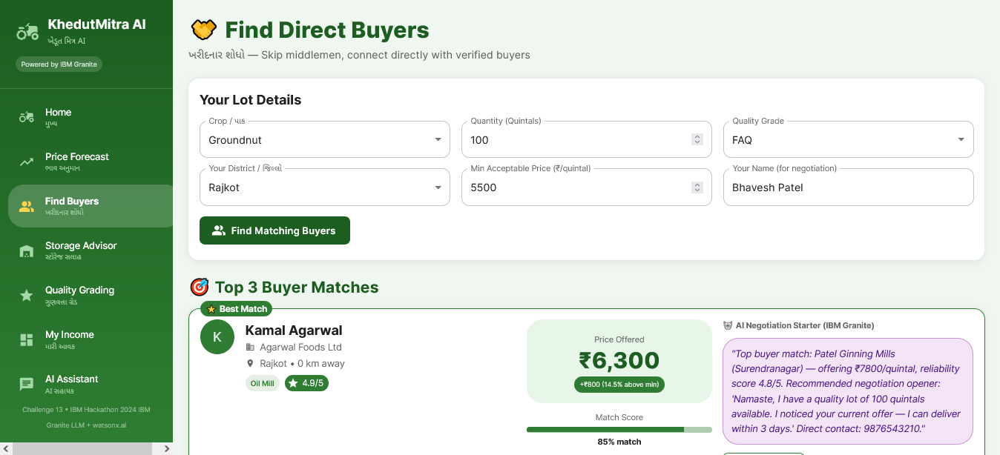 KhedutMitra AI
ખેડૂત મિત્ર AI
Powered by IBM Granite
Home
મુખ્ય
Price Forecast
ભાવ અનુમાન
Find Buyers
ખરીદનાર શોધો
Storage Advisor
સ્ટોરેજ સલાહ
Quality Grading
ગુણવત્તા ગ્રેડ
My Income
મારી આવક
AI Assistant
AI સહાયક
Challenge 13 • IBM Hackathon 2024 IBM
Granite LLM + watsonx.ai
Find Direct Buyers
ખરીદનાર શોધો — Skip middlemen, connect directly with verified buyers
Your Lot Details
Crop / પાક
Groundnut
Quantity (Quintals)
100
Quality Grade
FAQ
Your District / જિલ્લો
Rajkot
Min Acceptable Price (₹/quintal)
5500
Your Name (for negotiation)
Bhavesh Patel
Find Matching Buyers
Top 3 Buyer Matches
Best Match
K
Kamal Agarwal
Agarwal Foods Ltd
Rajkot • 0 km away
Oil Mill
4.9/5
Price Offered
₹6,300
+₹800 (14.5% above min)
Match Score
85% match
AI Negotiation Starter (IBM Granite)
"Top buyer match: Patel Ginning Mills
(Surendranagar) — offering ₹7800/quintal, reliability
score 4.8/5. Recommended negotiation opener:
'Namaste, I have a quality lot of 100 quintals
available. I noticed your current offer — I can deliver
within 3 days.' Direct contact: 9876543210."